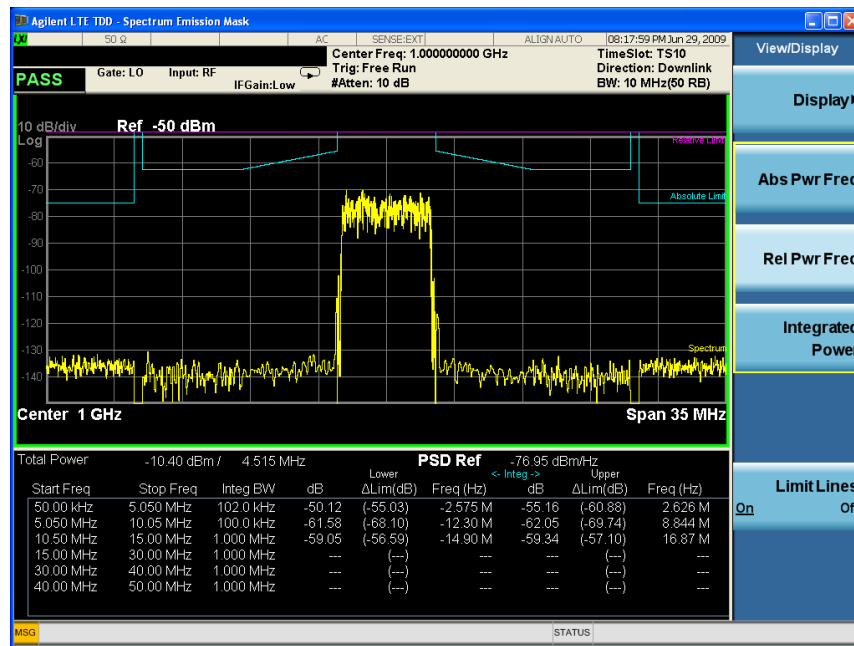 Agilent LTE TDD - Spectrum Emission Mask
LXI 50 Ω AC SENSE:EXT ALIGN AUTO 08:17:59 PM Jun 29, 2009
Center Freq: 1.000000000 GHz TimeSlot: TS10
PASS Gate: LO Input: RF Trig: Free Run Direction: Downlink
IFGain:Low #Atten: 10 dB BW: 10 MHz(50 RB)
View/Display
Display
Abs Pwr Freq
Rel Pwr Freq
Integrated
Power
Limit Lines
On Of
10 dB/div Ref -50 dBm
Log
Relative Limit
-60
-70
Absolute Limit
-80
-90
-100
-110
-120
-130
Spectrum
-140
Center 1 GHz Span 35 MHz
Total Power -10.40 dBm / 4.515 MHz PSD Ref -76.95 dBm/Hz
Lower <- Integ -> Upper
Start Freq Stop Freq Integ BW dB ΔLim(dB) Freq (Hz) dB ΔLim(dB) Freq (Hz)
50.00 kHz 5.050 MHz 102.0 kHz -50.12 (-55.03) -2.575 M -55.16 (-60.88) 2.626 M
5.050 MHz 10.05 MHz 100.0 kHz -61.58 (-68.10) -12.30 M -62.05 (-69.74) 8.844 M
10.50 MHz 15.00 MHz 1.000 MHz -59.05 (-56.59) -14.90 M -59.34 (-57.10) 16.87 M
15.00 MHz 30.00 MHz 1.000 MHz --- (---) --- --- (---) ---
30.00 MHz 40.00 MHz 1.000 MHz --- (---) --- --- (---) ---
40.00 MHz 50.00 MHz 1.000 MHz --- (---) --- --- (---) ---
MSG STATUS